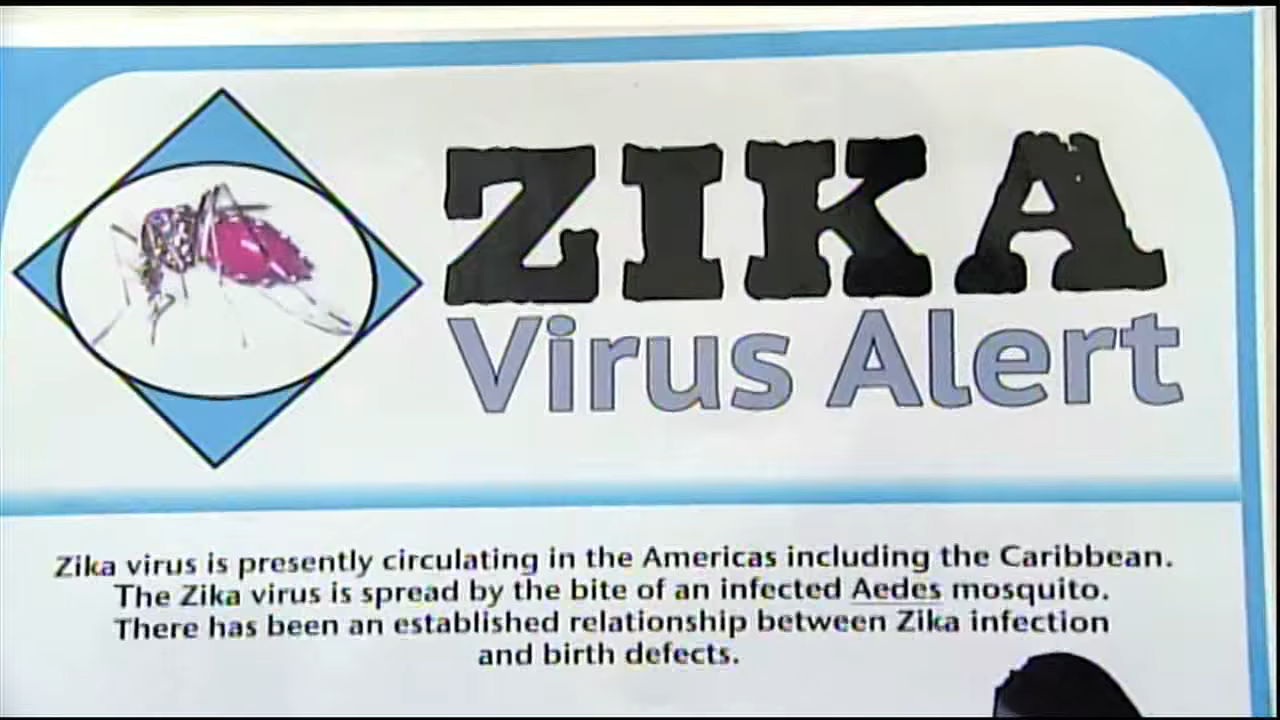 ZIKA
Virus Alert
Zika virus is presently circulating in the Americas including the Caribbean.
The Zika virus is spread by the bite of an infected Aedes mosquito.
There has been an established relationship between Zika infection
and birth defects.